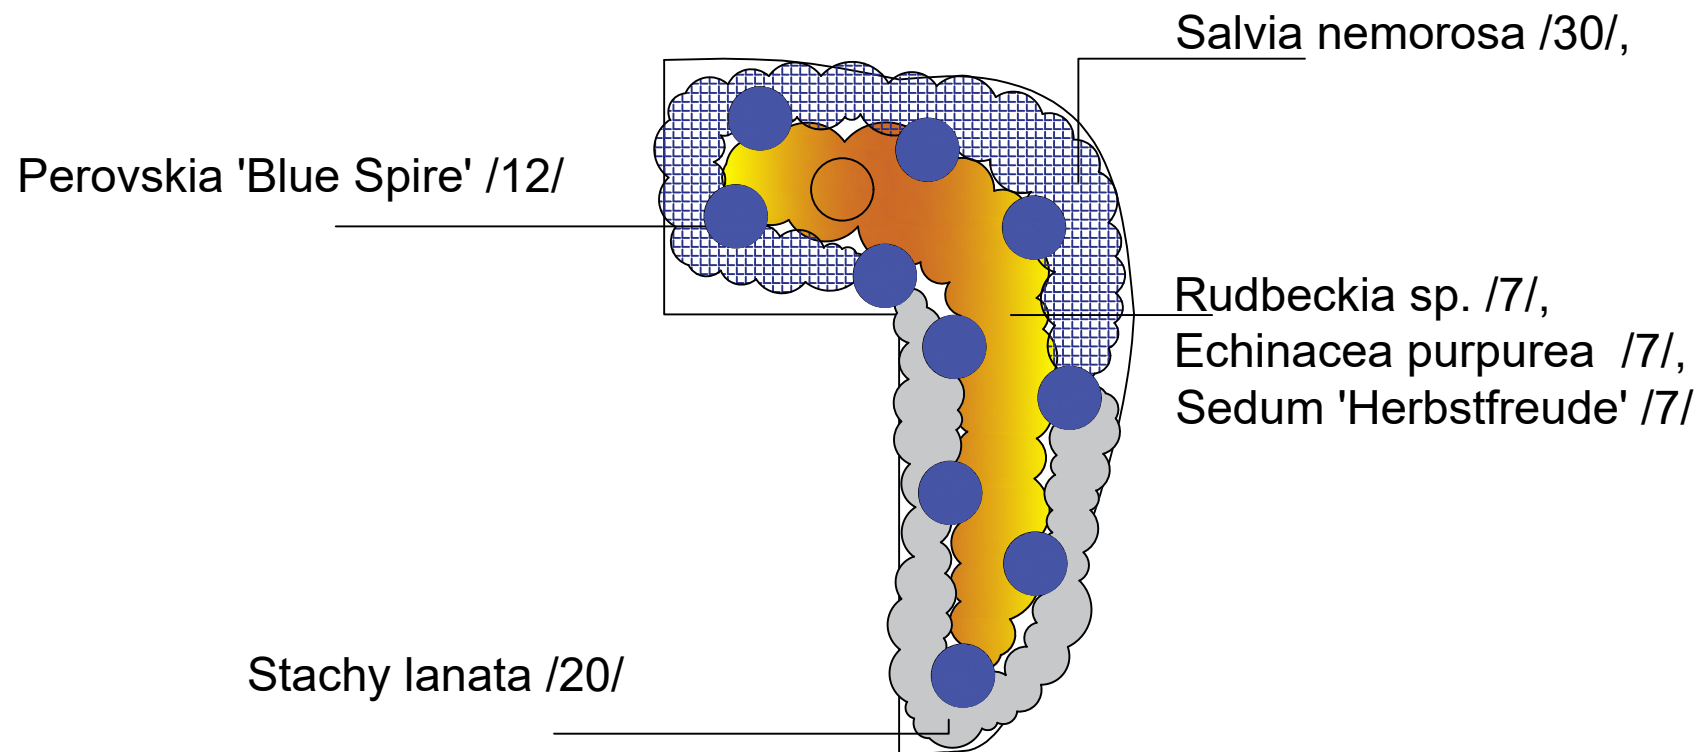 Salvia nemorosa /30/,
Perovskia 'Blue Spire' /12/
Rudbeckia sp. /7/,
Echinacea purpurea /7/,
Sedum 'Herbstfreude' /7/
Stachy lanata /20/